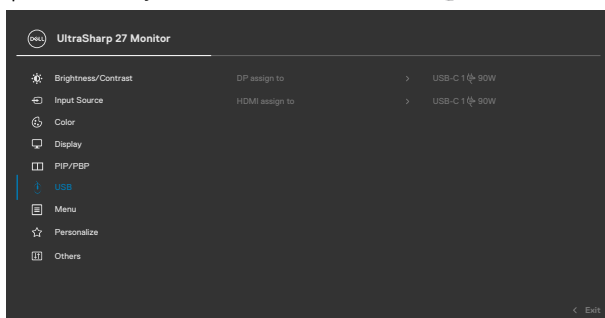 DELL UltraSharp 27 Monitor
Brightness/Contrast DP assign to > USB-C 1 90W
Input Source HDMI assign to > USB-C 1 90W
Color
Display
PIP/PBP
USB
Menu
Personalize
Others
< Exit